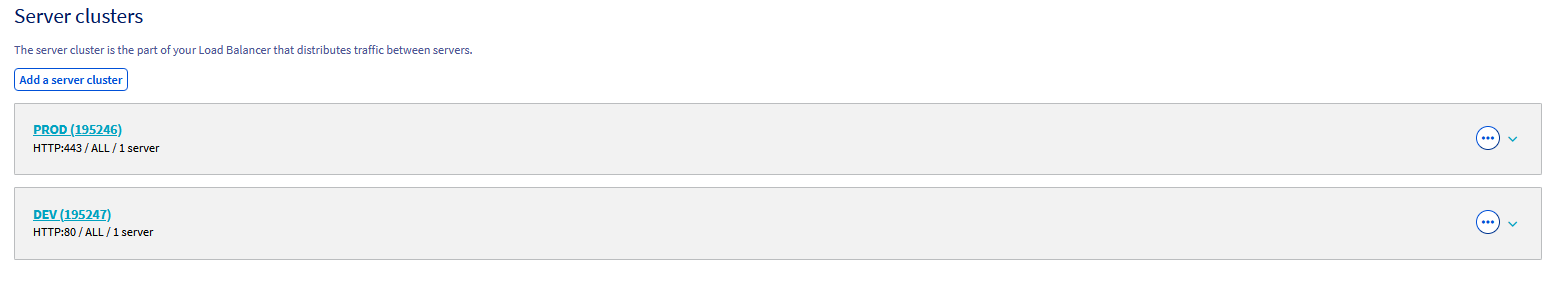 Server clusters
The server cluster is the part of your Load Balancer that distributes traffic between servers.
Add a server cluster
PROD (195246)
HTTP:443 / ALL / 1 server
DEV (195247)
HTTP:80 / ALL / 1 server